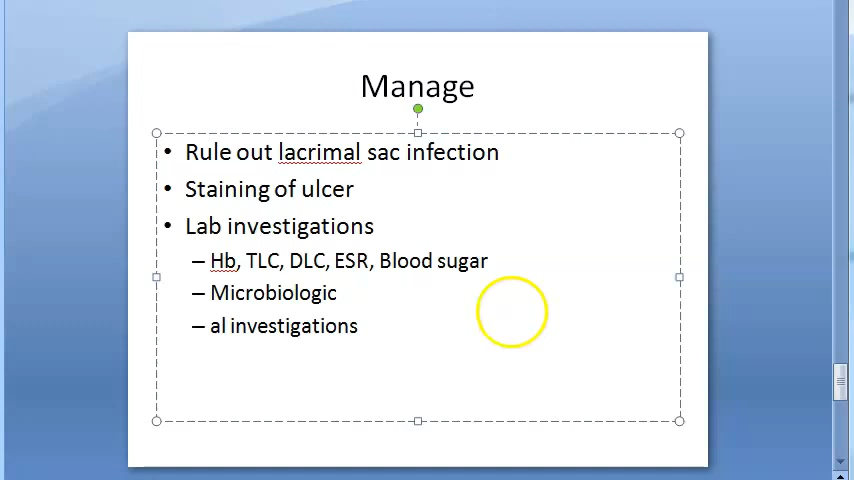 Manage
• Rule out lacrimal sac infection
• Staining of ulcer
• Lab investigations
– Hb, TLC, DLC, ESR, Blood sugar
– Microbiologic
– al investigations